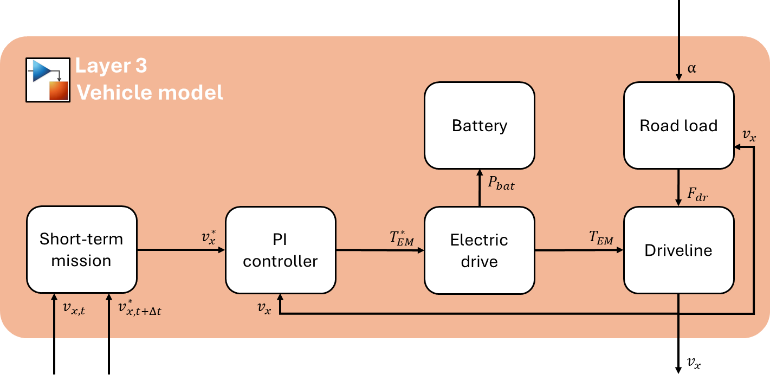 Layer 3
Vehicle model
α
Battery
Road load
v_x
P_bat
F_dr
Short-term
mission
v_x^*
PI
controller
T_EM^*
Electric
drive
T_EM
Driveline
v_x,t
v_x,t+Δt^*
v_x
v_x